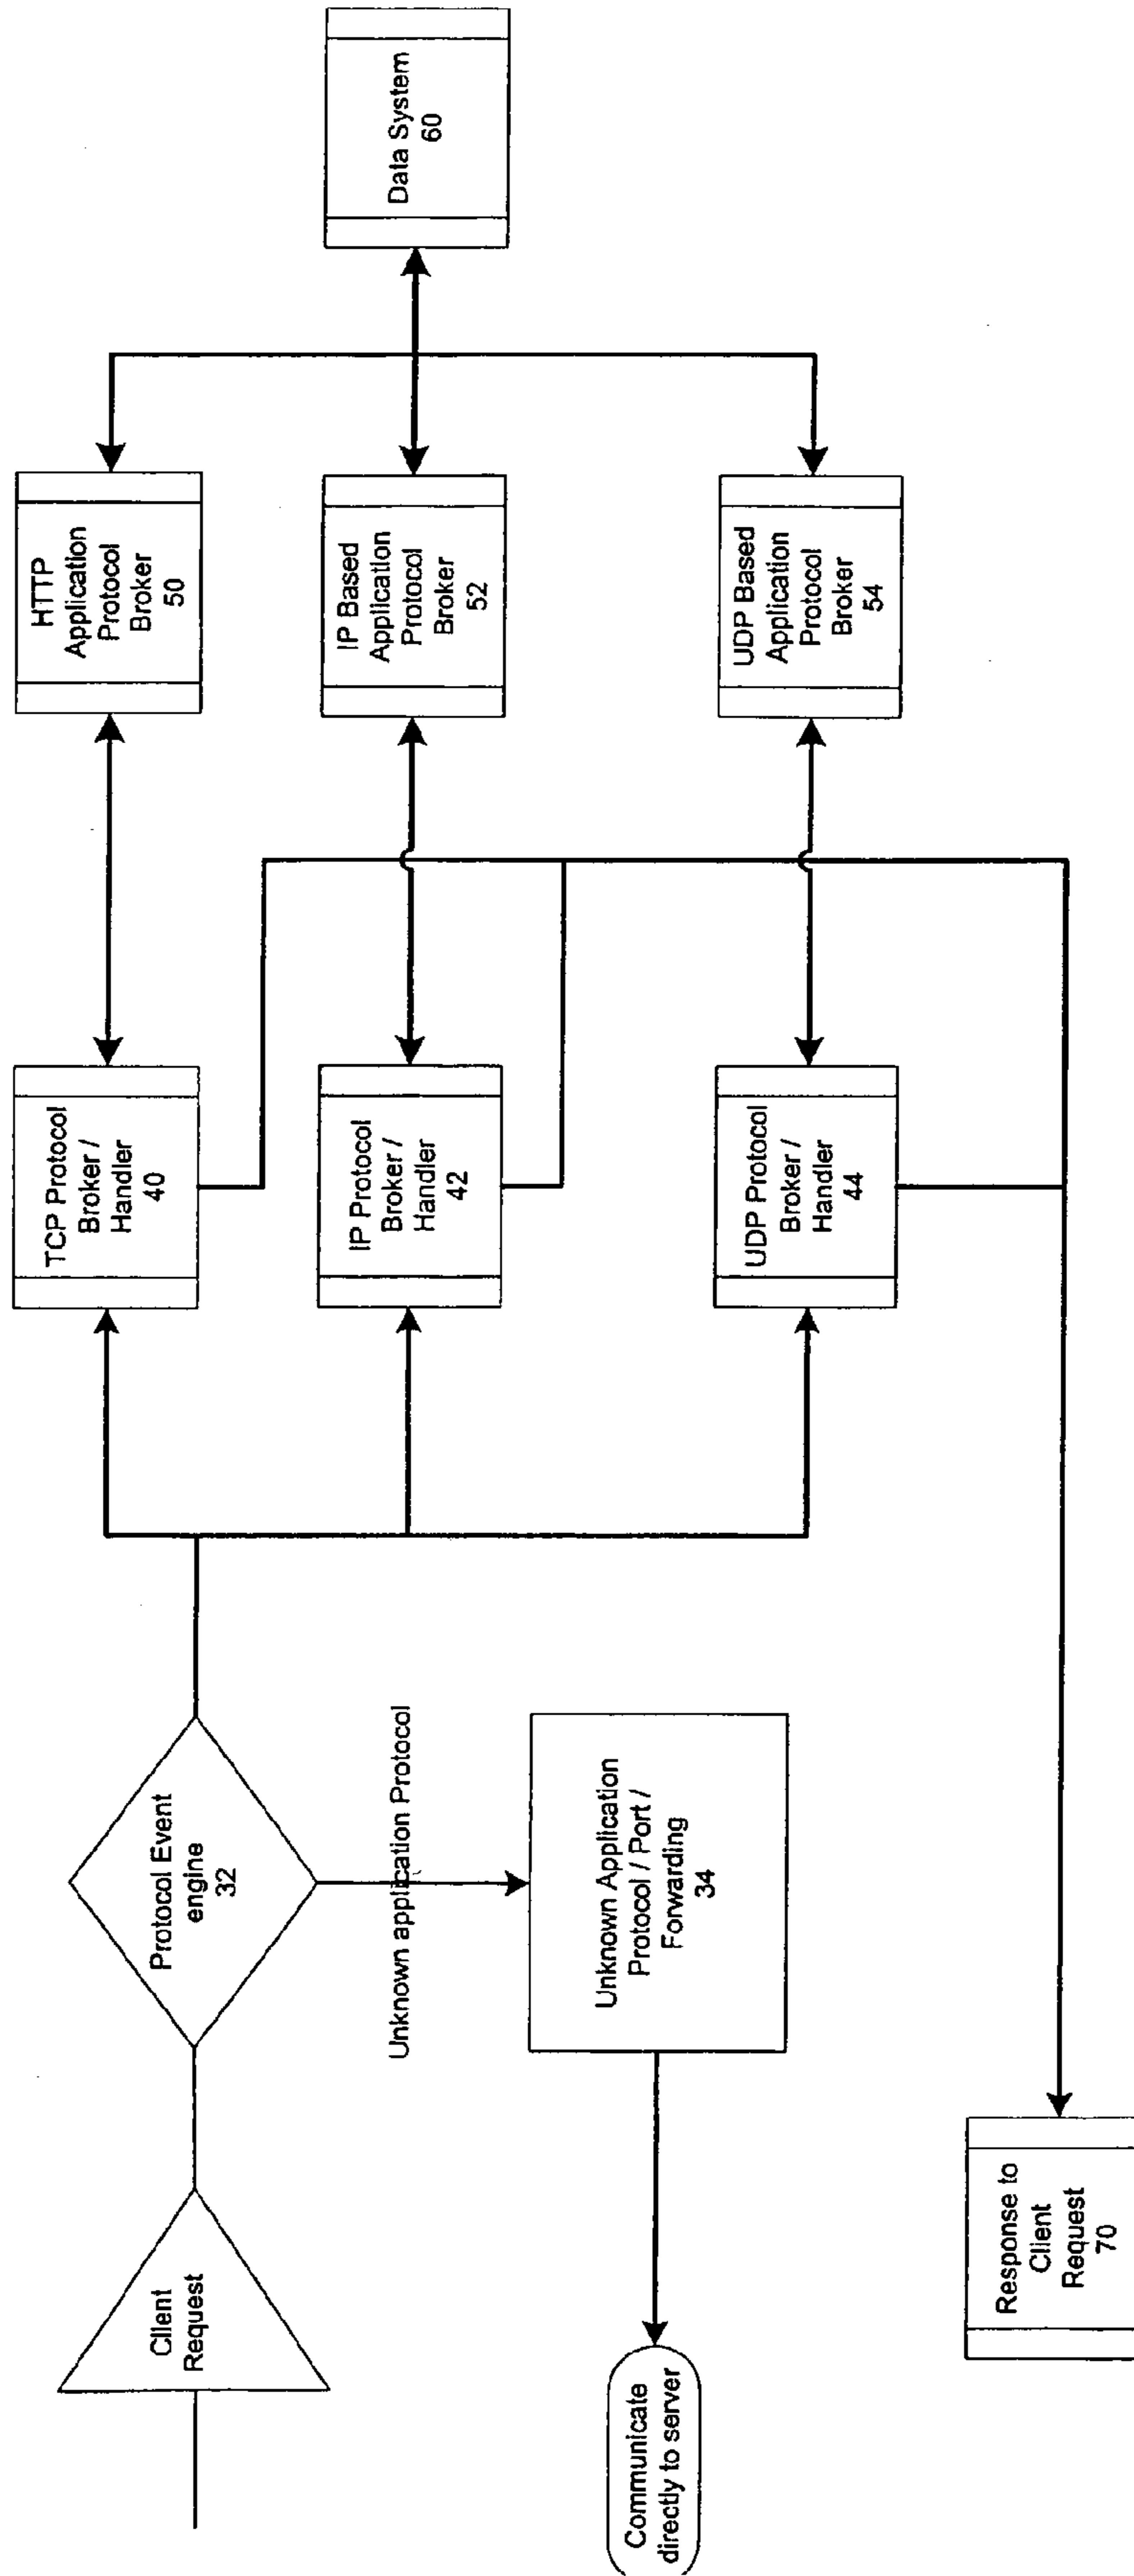 Client
Request
Protocol Event
engine
32
Unknown application Protocol
Unknown Application
Protocol / Port /
Forwarding
34
Communicate
directly to server
TCP Protocol
Broker /
Handler
40
IP Protocol
Broker /
Handler
42
UDP Protocol
Broker /
Handler
44
HTTP
Application
Protocol
Broker
50
IP Based
Application
Protocol
Broker
52
UDP Based
Application
Protocol
Broker
54
Data System
60
Response to
Client
Request
70